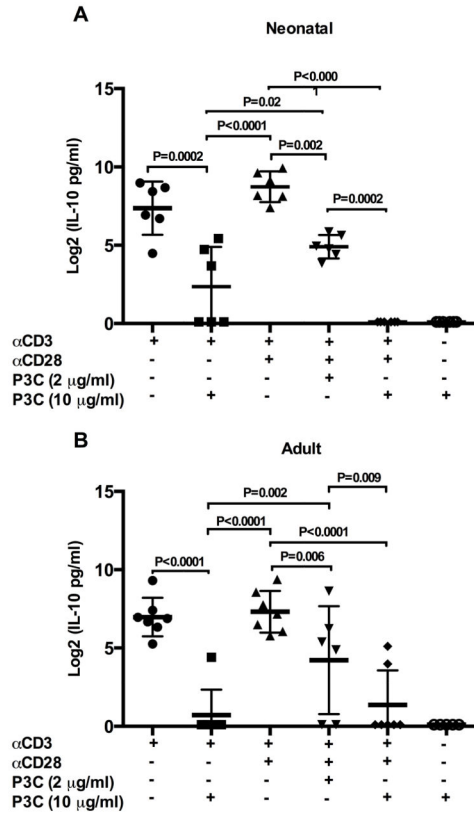 A
Neonatal
P<0.000
P=0.02
P<0.0001
P=0.0002
P=0.002
P=0.0002
15
10
5
0
Log2 (IL-10 pg/ml)
αCD3 + + + + + -
αCD28 - - + + + -
P3C (2 μg/ml) - - - + - -
P3C (10 μg/ml) - + - - + +
B
Adult
P=0.009
P=0.002
P<0.0001
P<0.0001
P<0.0001
P=0.006
15
10
5
0
Log2 (IL-10 pg/ml)
αCD3 + + + + + -
αCD28 - - + + + -
P3C (2 μg/ml) - - - + - -
P3C (10 μg/ml) - + - - + +